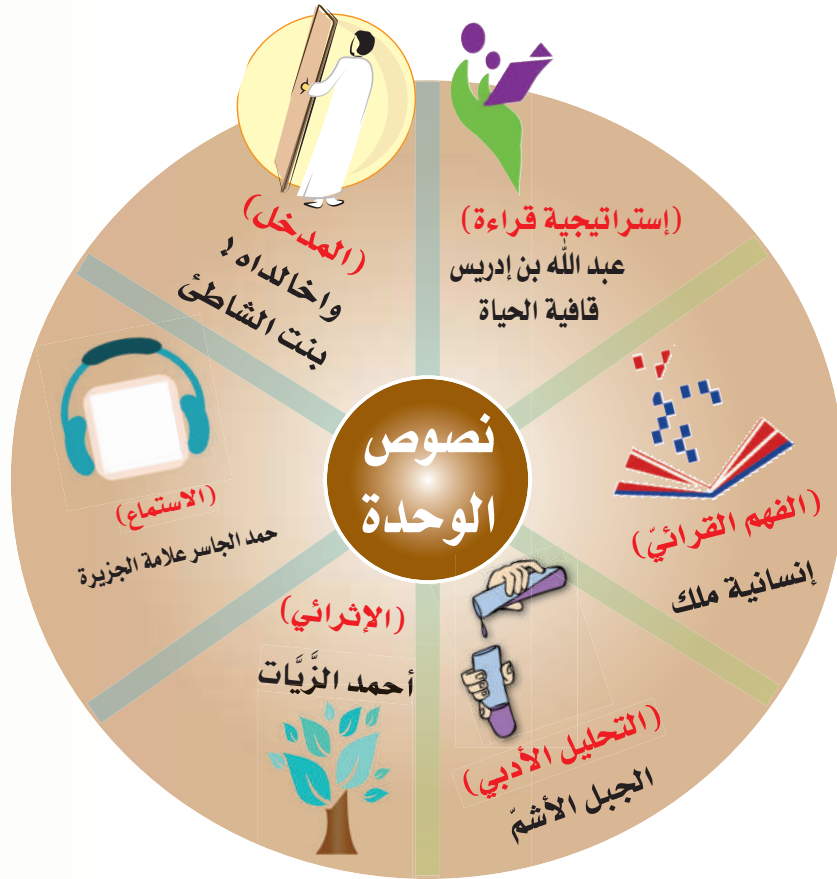 (إستراتيجية قراءة)
عبد الله بن إدريس
قافية الحياة
(المدخل)
واخالداه !
بنت الشاطئ
(الاستماع)
حمد الجاسر علامة الجزيرة
نصوص
الوحدة
(الفهم القرائيّ)
إنسانية ملك
(الإثرائي)
أحمد الزَّيَّات
(التحليل الأدبي)
الجبل الأشمّ